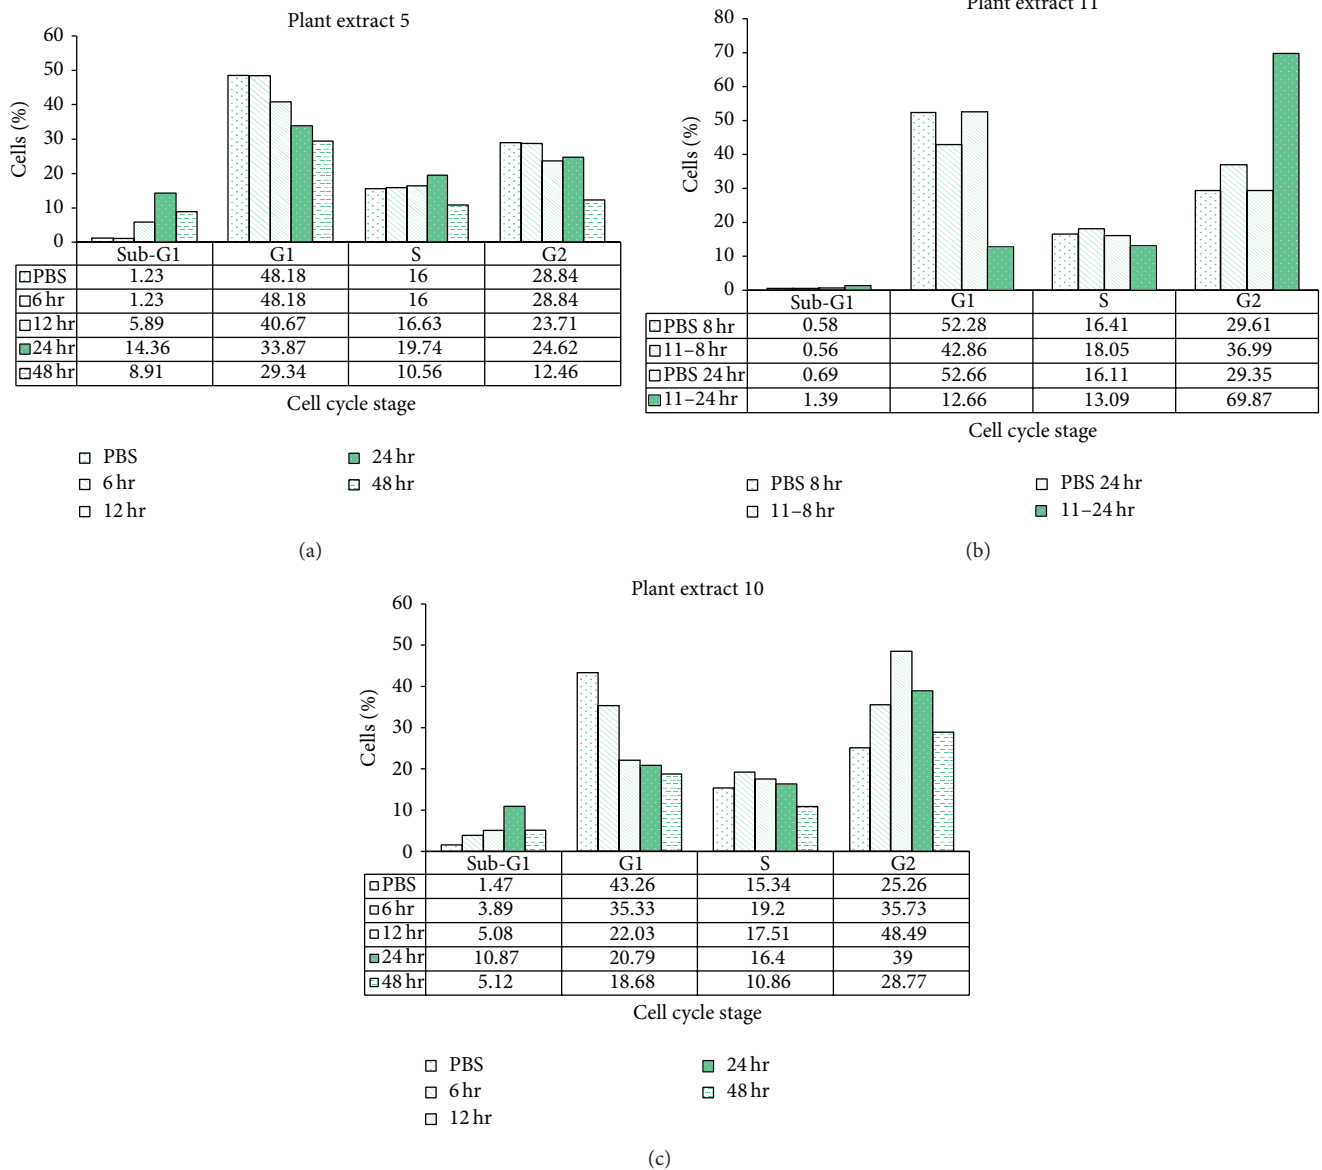 Plant extract 5
Cells (%)
60
50
40
30
20
10
0
Sub-G1 G1 S G2
PBS 1.23 48.18 16 28.84
6 hr 1.23 48.18 16 28.84
12 hr 5.89 40.67 16.63 23.71
24 hr 14.36 33.87 19.74 24.62
48 hr 8.91 29.34 10.56 12.46
Cell cycle stage
PBS
6 hr
12 hr
24 hr
48 hr
(a)
Plant extract 11
Cells (%)
80
70
60
50
40
30
20
10
0
Sub-G1 G1 S G2
PBS 8 hr 0.58 52.28 16.41 29.61
11–8 hr 0.56 42.86 18.05 36.99
PBS 24 hr 0.69 52.66 16.11 29.35
11–24 hr 1.39 12.66 13.09 69.87
Cell cycle stage
PBS 8 hr
11–8 hr
PBS 24 hr
11–24 hr
(b)
Plant extract 10
Cells (%)
60
50
40
30
20
10
0
Sub-G1 G1 S G2
PBS 1.47 43.26 15.34 25.26
6 hr 3.89 35.33 19.2 35.73
12 hr 5.08 22.03 17.51 48.49
24 hr 10.87 20.79 16.4 39
48 hr 5.12 18.68 10.86 28.77
Cell cycle stage
PBS
6 hr
12 hr
24 hr
48 hr
(c)